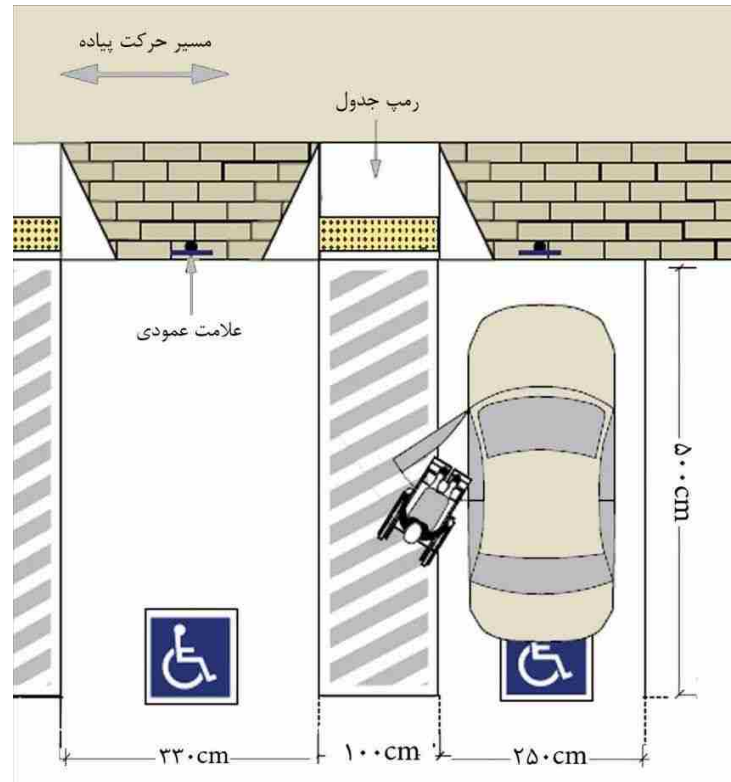 مسیر حرکت پیاده
رمپ جدول
علامت عمودی
۵۰۰cm
۳۳۰cm
۱۰۰cm
۲۵۰cm